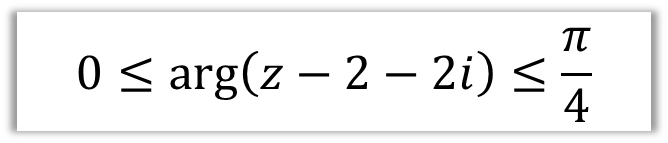 0 ≤ arg(z − 2 − 2i) ≤ π/4